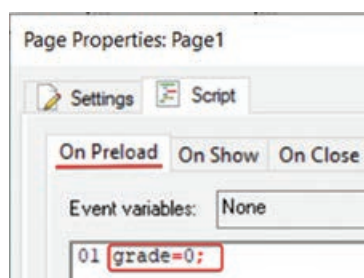 Page Properties: Page1
Settings Script
On Preload On Show On Close
Event variables: None
01 grade=0;